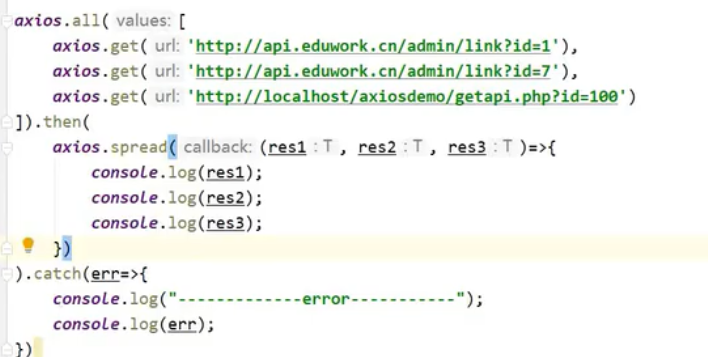 axios.all( values: [
    axios.get( url: 'http://api.eduwork.cn/admin/link?id=1'),
    axios.get( url: 'http://api.eduwork.cn/admin/link?id=7'),
    axios.get( url: 'http://localhost/axiosdemo/getapi.php?id=100')
]).then(
    axios.spread( callback: (res1 : T , res2 : T , res3 : T )=>{
        console.log(res1);
        console.log(res2);
        console.log(res3);
    })
).catch(err=>{
    console.log("-------------error-----------");
    console.log(err);
})